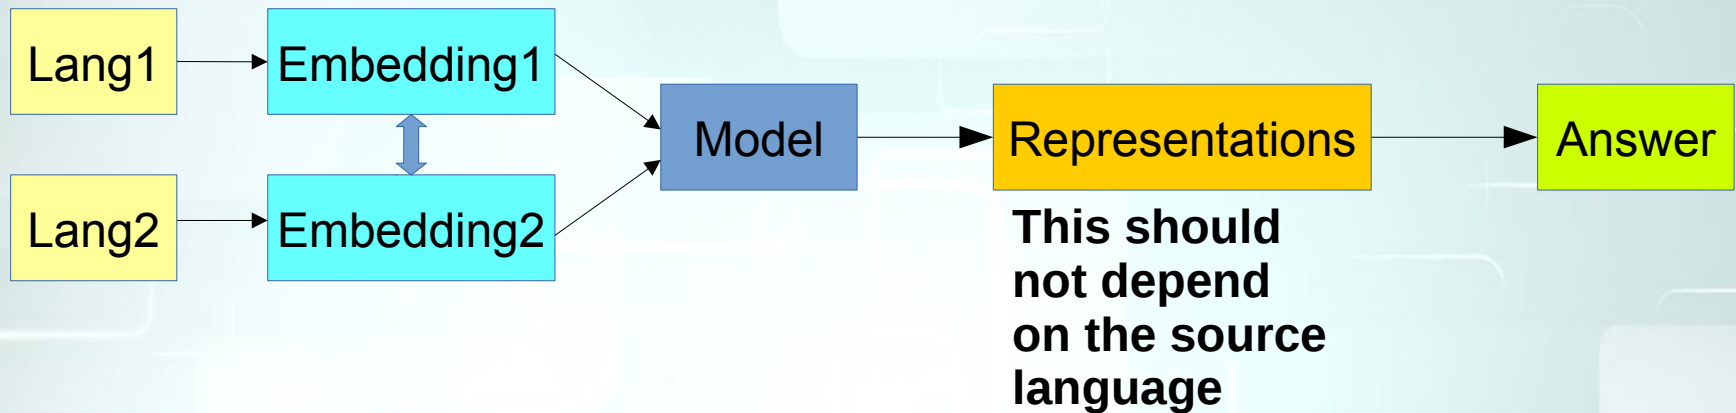 Lang1
Embedding1
Model
Representations
Answer
Lang2
Embedding2
This should
not depend
on the source
language